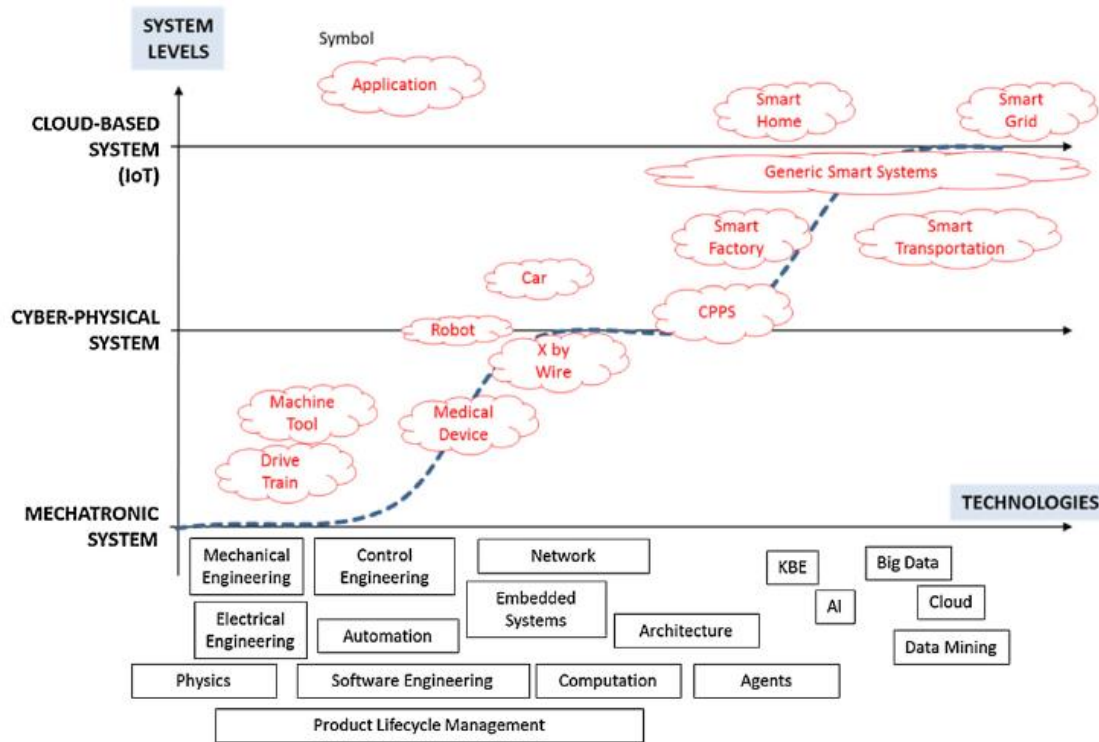 SYSTEM
LEVELS
Symbol
Application
CLOUD-BASED
SYSTEM
(IoT)
Smart
Home
Smart
Grid
Generic Smart Systems
Smart
Factory
Smart
Transportation
Car
CYBER-PHYSICAL
SYSTEM
Robot
CPPS
X by
Wire
Machine
Tool
Medical
Device
Drive
Train
MECHATRONIC
SYSTEM
TECHNOLOGIES
Mechanical
Engineering
Control
Engineering
Network
KBE
Big Data
Electrical
Engineering
Automation
Embedded
Systems
Architecture
AI
Cloud
Data Mining
Physics
Software Engineering
Computation
Agents
Product Lifecycle Management